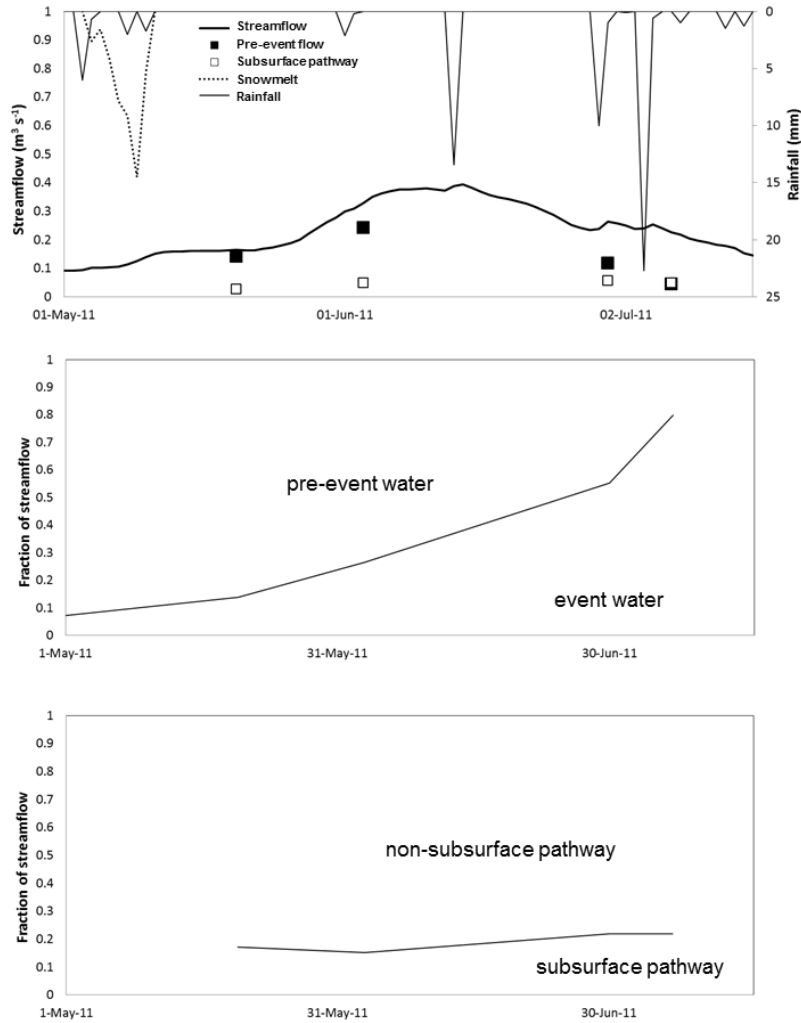 1
0.9
0.8
0.7
0.6
0.5
0.4
0.3
0.2
0.1
0
Streamflow (m³ s⁻¹)
Streamflow
Pre-event flow
Subsurface pathway
Snowmelt
Rainfall
0
5
10
15
20
25
Rainfall (mm)
01-May-11
01-Jun-11
02-Jul-11
1
0.9
0.8
0.7
0.6
0.5
0.4
0.3
0.2
0.1
0
Fraction of streamflow
pre-event water
event water
1-May-11
31-May-11
30-Jun-11
1
0.9
0.8
0.7
0.6
0.5
0.4
0.3
0.2
0.1
0
Fraction of streamflow
non-subsurface pathway
subsurface pathway
1-May-11
31-May-11
30-Jun-11